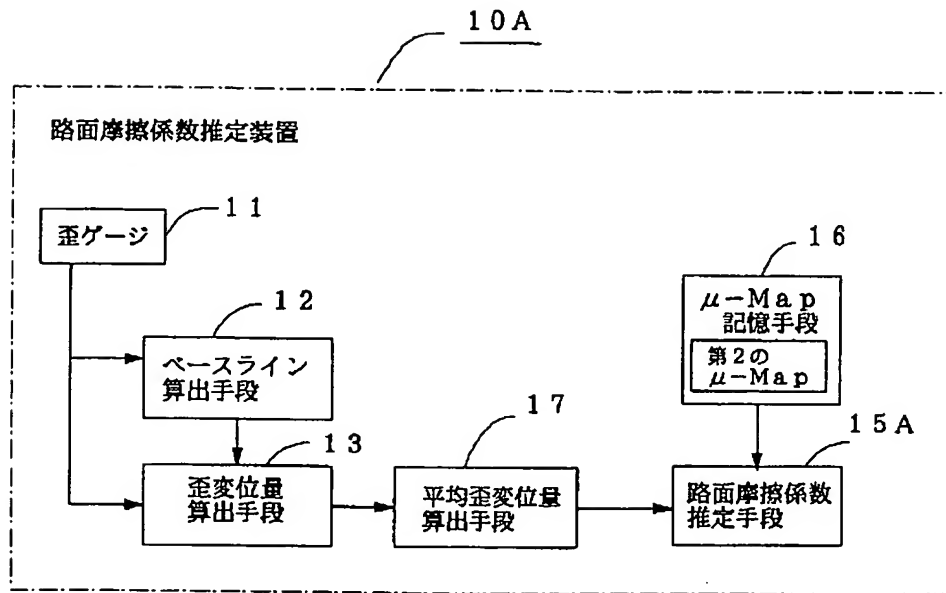 １０Ａ
路面摩擦係数推定装置
１１
歪ゲージ
１６
μ－Ｍａｐ
記憶手段
第２の
μ－Ｍａｐ
１２
ベースライン
算出手段
１７
１５Ａ
１３
歪変位量
算出手段
平均歪変位量
算出手段
路面摩擦係数
推定手段